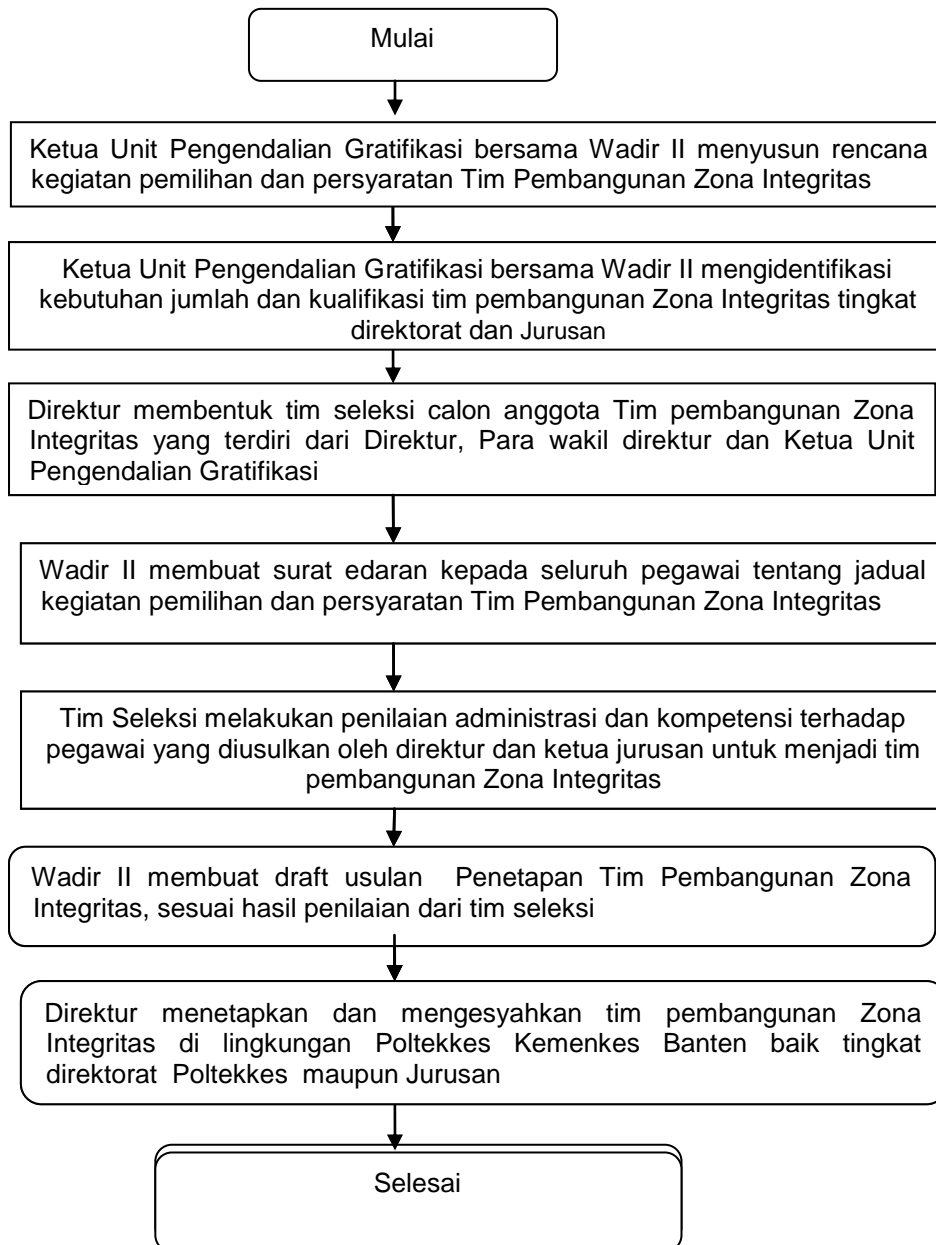 Mulai
Ketua Unit Pengendalian Gratifikasi bersama Wadir II menyusun rencana
kegiatan pemilihan dan persyaratan Tim Pembangunan Zona Integritas
Ketua Unit Pengendalian Gratifikasi bersama Wadir II mengidentifikasi
kebutuhan jumlah dan kualifikasi tim pembangunan Zona Integritas tingkat
direktorat dan Jurusan
Direktur membentuk tim seleksi calon anggota Tim pembangunan Zona
Integritas yang terdiri dari Direktur, Para wakil direktur dan Ketua Unit
Pengendalian Gratifikasi
Wadir II membuat surat edaran kepada seluruh pegawai tentang jadual
kegiatan pemilihan dan persyaratan Tim Pembangunan Zona Integritas
Tim Seleksi melakukan penilaian administrasi dan kompetensi terhadap
pegawai yang diusulkan oleh direktur dan ketua jurusan untuk menjadi tim
pembangunan Zona Integritas
Wadir II membuat draft usulan Penetapan Tim Pembangunan Zona
Integritas, sesuai hasil penilaian dari tim seleksi
Direktur menetapkan dan mengesyahkan tim pembangunan Zona
Integritas di lingkungan Poltekkes Kemenkes Banten baik tingkat
direktorat Poltekkes maupun Jurusan
Selesai